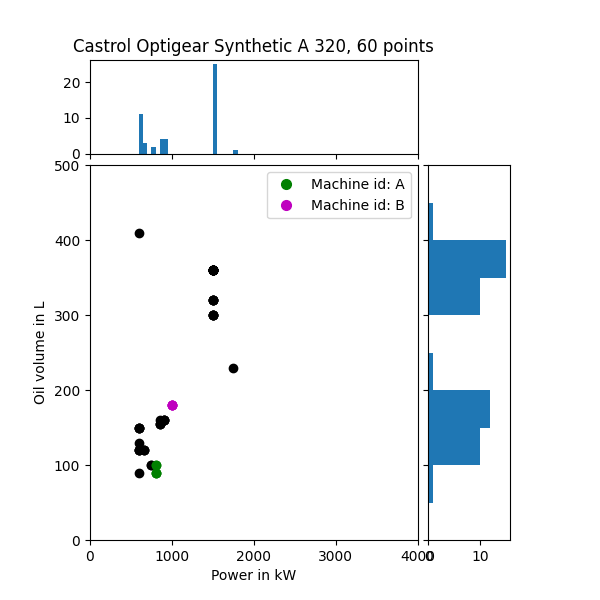 Castrol Optigear Synthetic A 320, 60 points
20
10
0
500
400
300
200
100
0
Oil volume in L
Machine id: A
Machine id: B
0 1000 2000 3000 4000
Power in kW
0 10